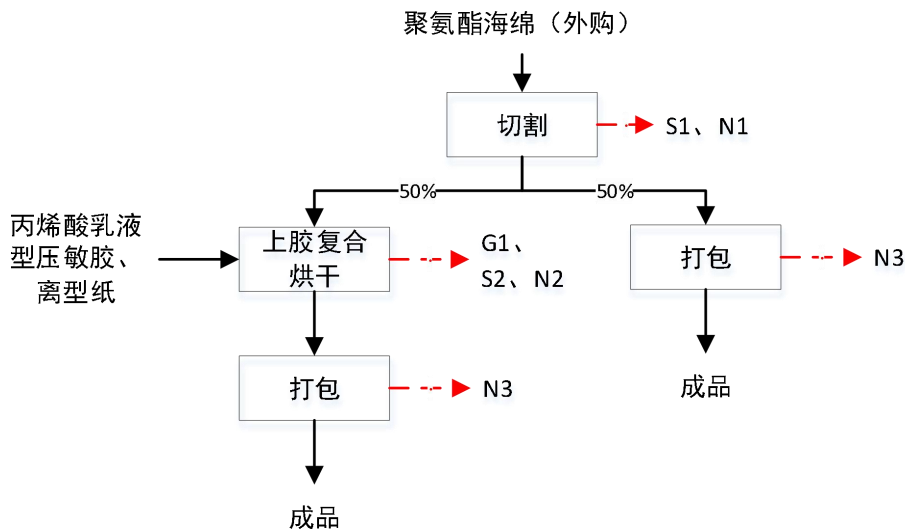 聚氨酯海绵（外购）
切割
S1、N1
50%
50%
丙烯酸乳液
型压敏胶、
离型纸
上胶复合
烘干
G1、
S2、N2
打包
N3
打包
N3
成品
成品